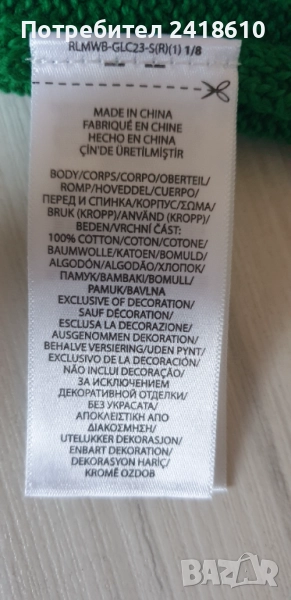 Потребител 2418610
RLMWB-GLC23-S(R)(1) 1/8
MADE IN CHINA
FABRIQUÉ EN CHINE
HECHO EN CHINA
ÇİN'DE ÜRETİLMİŞTİR
BODY/CORPS/CORPO/OBERTEIL/
ROMP/HOVEDDEL/CUERPO/
ПЕРЕД И СПИНКА/КОРПУС/ΣΩΜΑ/
BRUK (KROPP)/ANVÄND (KROPP)/
BEDEN/VRCHNÍ ČÁST:
100% COTTON/COTON/COTONE/
BAUMWOLLE/KATOEN/BOMULD/
ALGODÓN/ALGODÃO/ХЛОПОК/
ПАМУК/ΒΑΜΒΑΚΙ/BOMULL/
PAMUK/BAVLNA
EXCLUSIVE OF DECORATION/
SAUF DÉCORATION/
ESCLUSA LA DECORAZIONE/
AUSGENOMMEN DEKORATION/
BEHALVE VERSIERING/UDEN PYNT/
EXCLUSIVO DE LA DECORACIÓN/
NÃO INCLUI DECORAÇÃO/
ЗА ИСКЛЮЧЕНИЕМ
ДЕКОРАТИВНОЙ ОТДЕЛКИ/
БЕЗ УКРАСАТА/
ΑΠΟΚΛΕΙΣΤΙΚΗ ΑΠΟ
ΔΙΑΚΟΣΜΗΣΗ/
UTELUKKER DEKORASJON/
ENBART DEKORATION/
DEKORASYON HARİÇ/
KROMĚ OZDOB
BAZAR